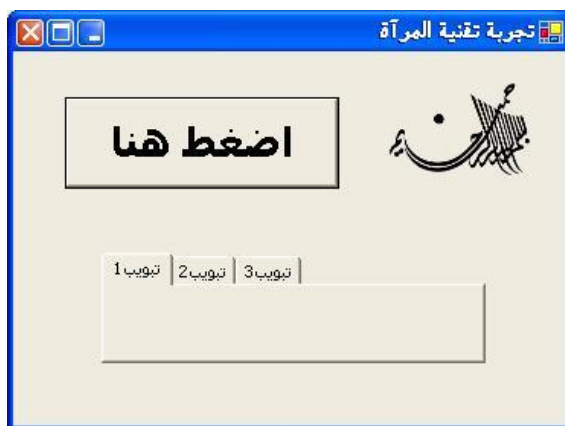 تجربة تقنية المرآة
اضغط هنا
تبويب1
تبويب2
تبويب3